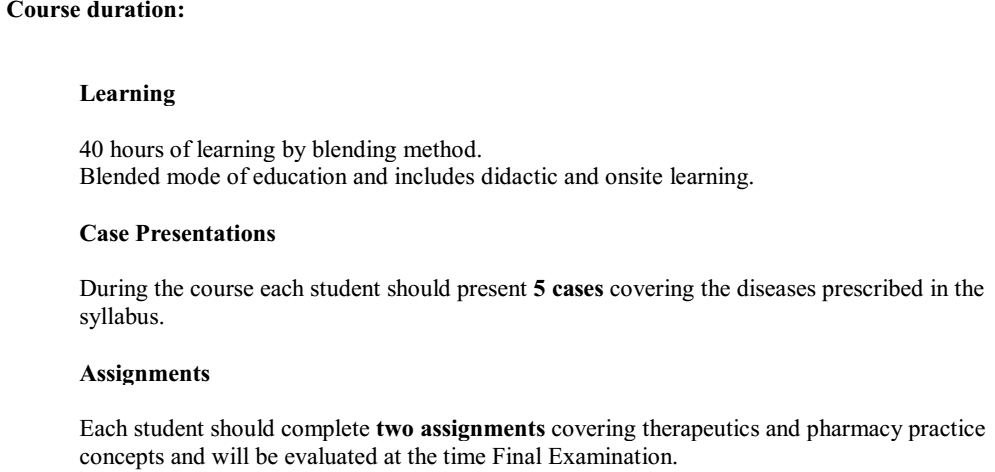 Course duration:
Learning
40 hours of learning by blending method.
Blended mode of education and includes didactic and onsite learning.
Case Presentations
During the course each student should present 5 cases covering the diseases prescribed in the
syllabus.
Assignments
Each student should complete two assignments covering therapeutics and pharmacy practice
concepts and will be evaluated at the time Final Examination.